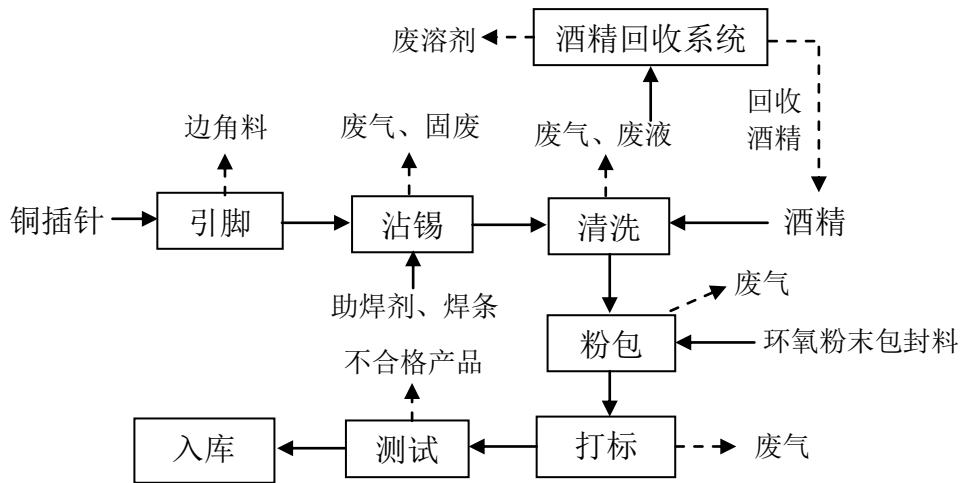 废溶剂
酒精回收系统
回收
酒精
边角料
废气、固废
废气、废液
铜插针
引脚
沾锡
清洗
酒精
助焊剂、焊条
废气
粉包
环氧粉末包封料
不合格产品
入库
测试
打标
废气